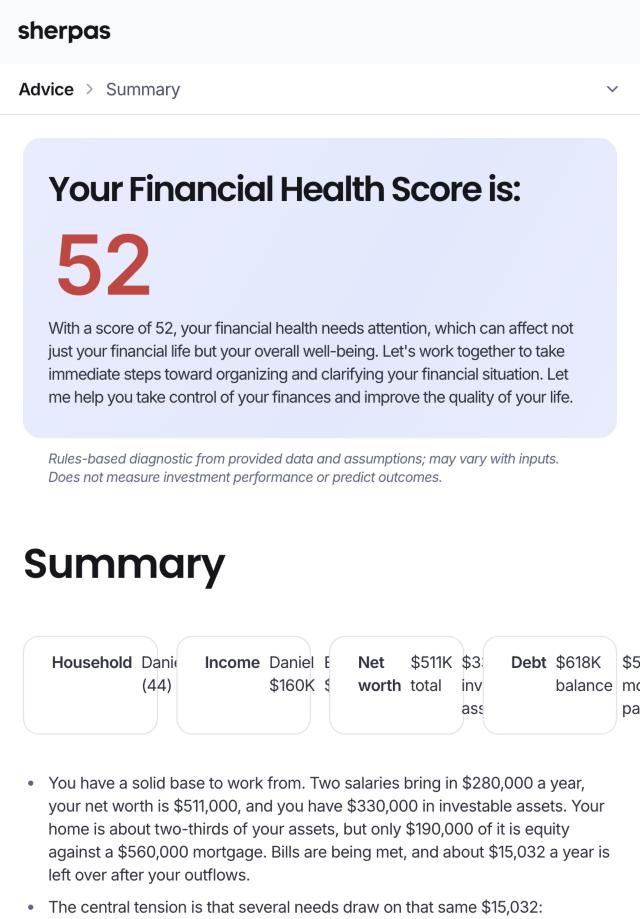 sherpas
Advice > Summary
Your Financial Health Score is:
52
With a score of 52, your financial health needs attention, which can affect not
just your financial life but your overall well-being. Let's work together to take
immediate steps toward organizing and clarifying your financial situation. Let
me help you take control of your finances and improve the quality of your life.
Rules-based diagnostic from provided data and assumptions; may vary with inputs.
Does not measure investment performance or predict outcomes.
Summary
Household
(44)
Income Daniel
$160K
Net worth
$511K total
Debt
$618K balance
You have a solid base to work from. Two salaries bring in $280,000 a year,
your net worth is $511,000, and you have $330,000 in investable assets. Your
home is about two-thirds of your assets, but only $190,000 of it is equity
against a $560,000 mortgage. Bills are being met, and about $15,032 a year is
left over after your outflows.
The central tension is that several needs draw on that same $15,032: